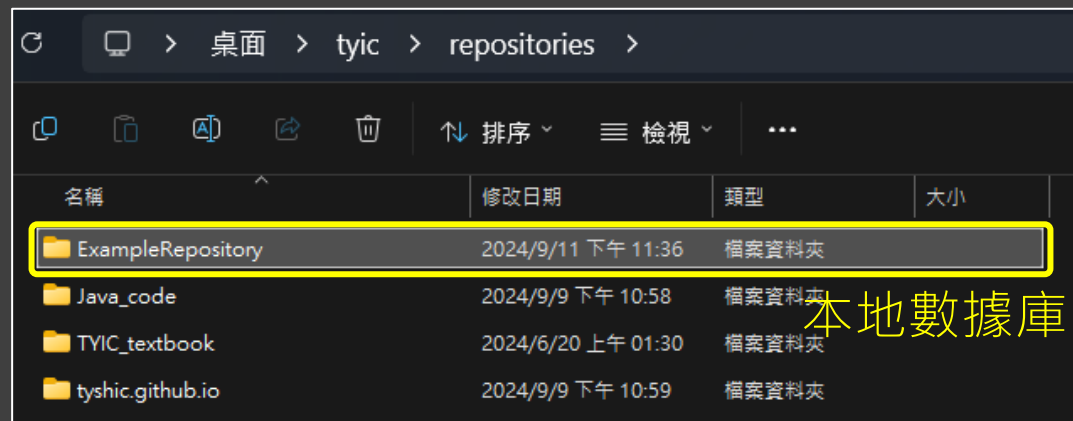 桌面 > tyic > repositories >
排序 檢視
名稱 修改日期 類型 大小
ExampleRepository 2024/9/11 下午 11:36 檔案資料夾
Java_code 2024/9/9 下午 10:58 檔案資料夾
本地數據庫
TYIC_textbook 2024/6/20 上午 01:30 檔案資料夾
tyshic.github.io 2024/9/9 下午 10:59 檔案資料夾